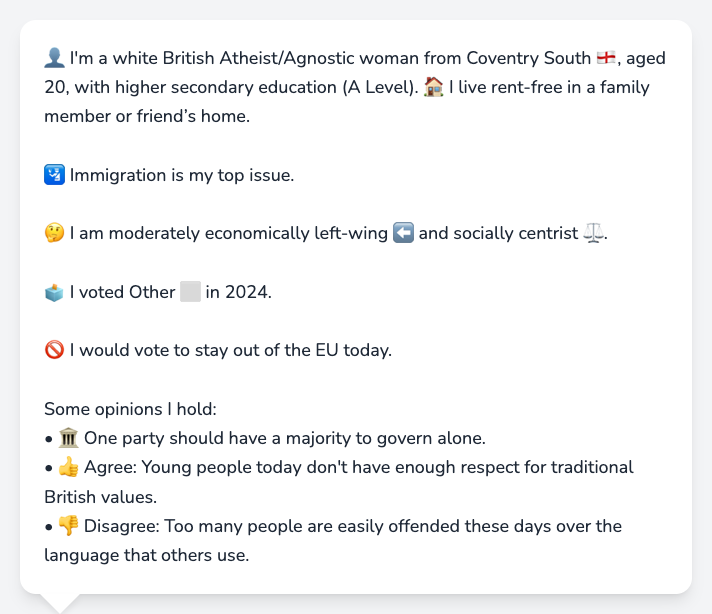 👤 I'm a white British Atheist/Agnostic woman from Coventry South 🏴󠁧󠁢󠁥󠁮󠁧󠁿, aged
20, with higher secondary education (A Level). 🏠 I live rent-free in a family
member or friend’s home.
🛂 Immigration is my top issue.
🤔 I am moderately economically left-wing ⬅️ and socially centrist ⚖️.
🗳️ I voted Other ⬜ in 2024.
🚫 I would vote to stay out of the EU today.
Some opinions I hold:
• 🏛️ One party should have a majority to govern alone.
• 👍 Agree: Young people today don't have enough respect for traditional
British values.
• 👎 Disagree: Too many people are easily offended these days over the
language that others use.